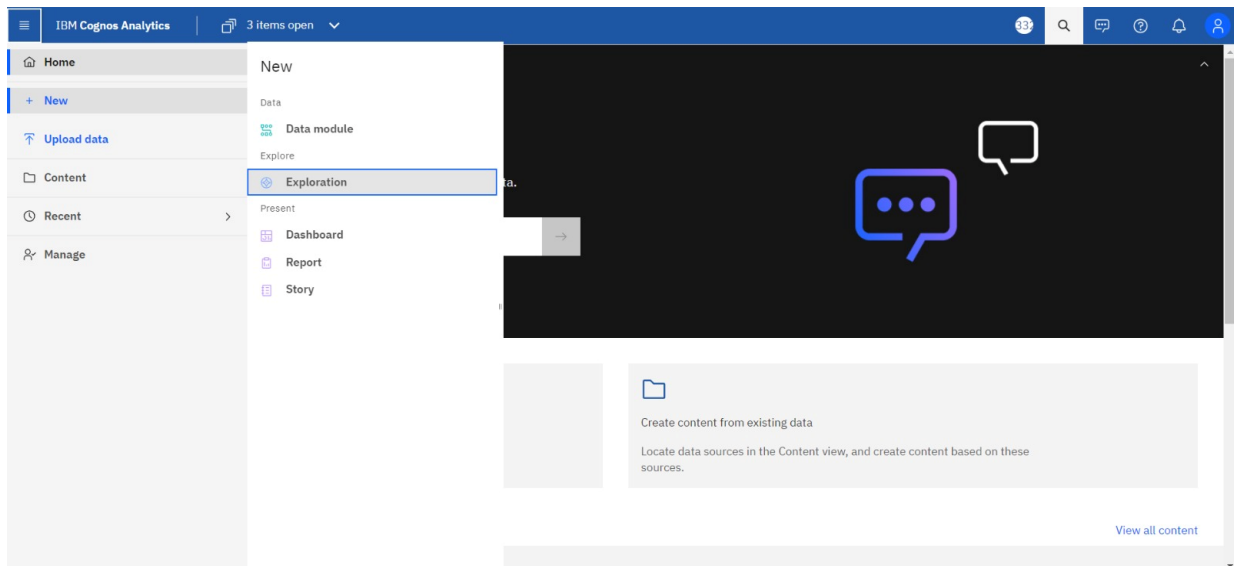 IBM Cognos Analytics
3 items open
Home
+ New
Upload data
Content
Recent
Manage
New
Data
Data module
Explore
Exploration
Present
Dashboard
Report
Story
ta.
Create content from existing data
Locate data sources in the Content view, and create content based on these
sources.
View all content